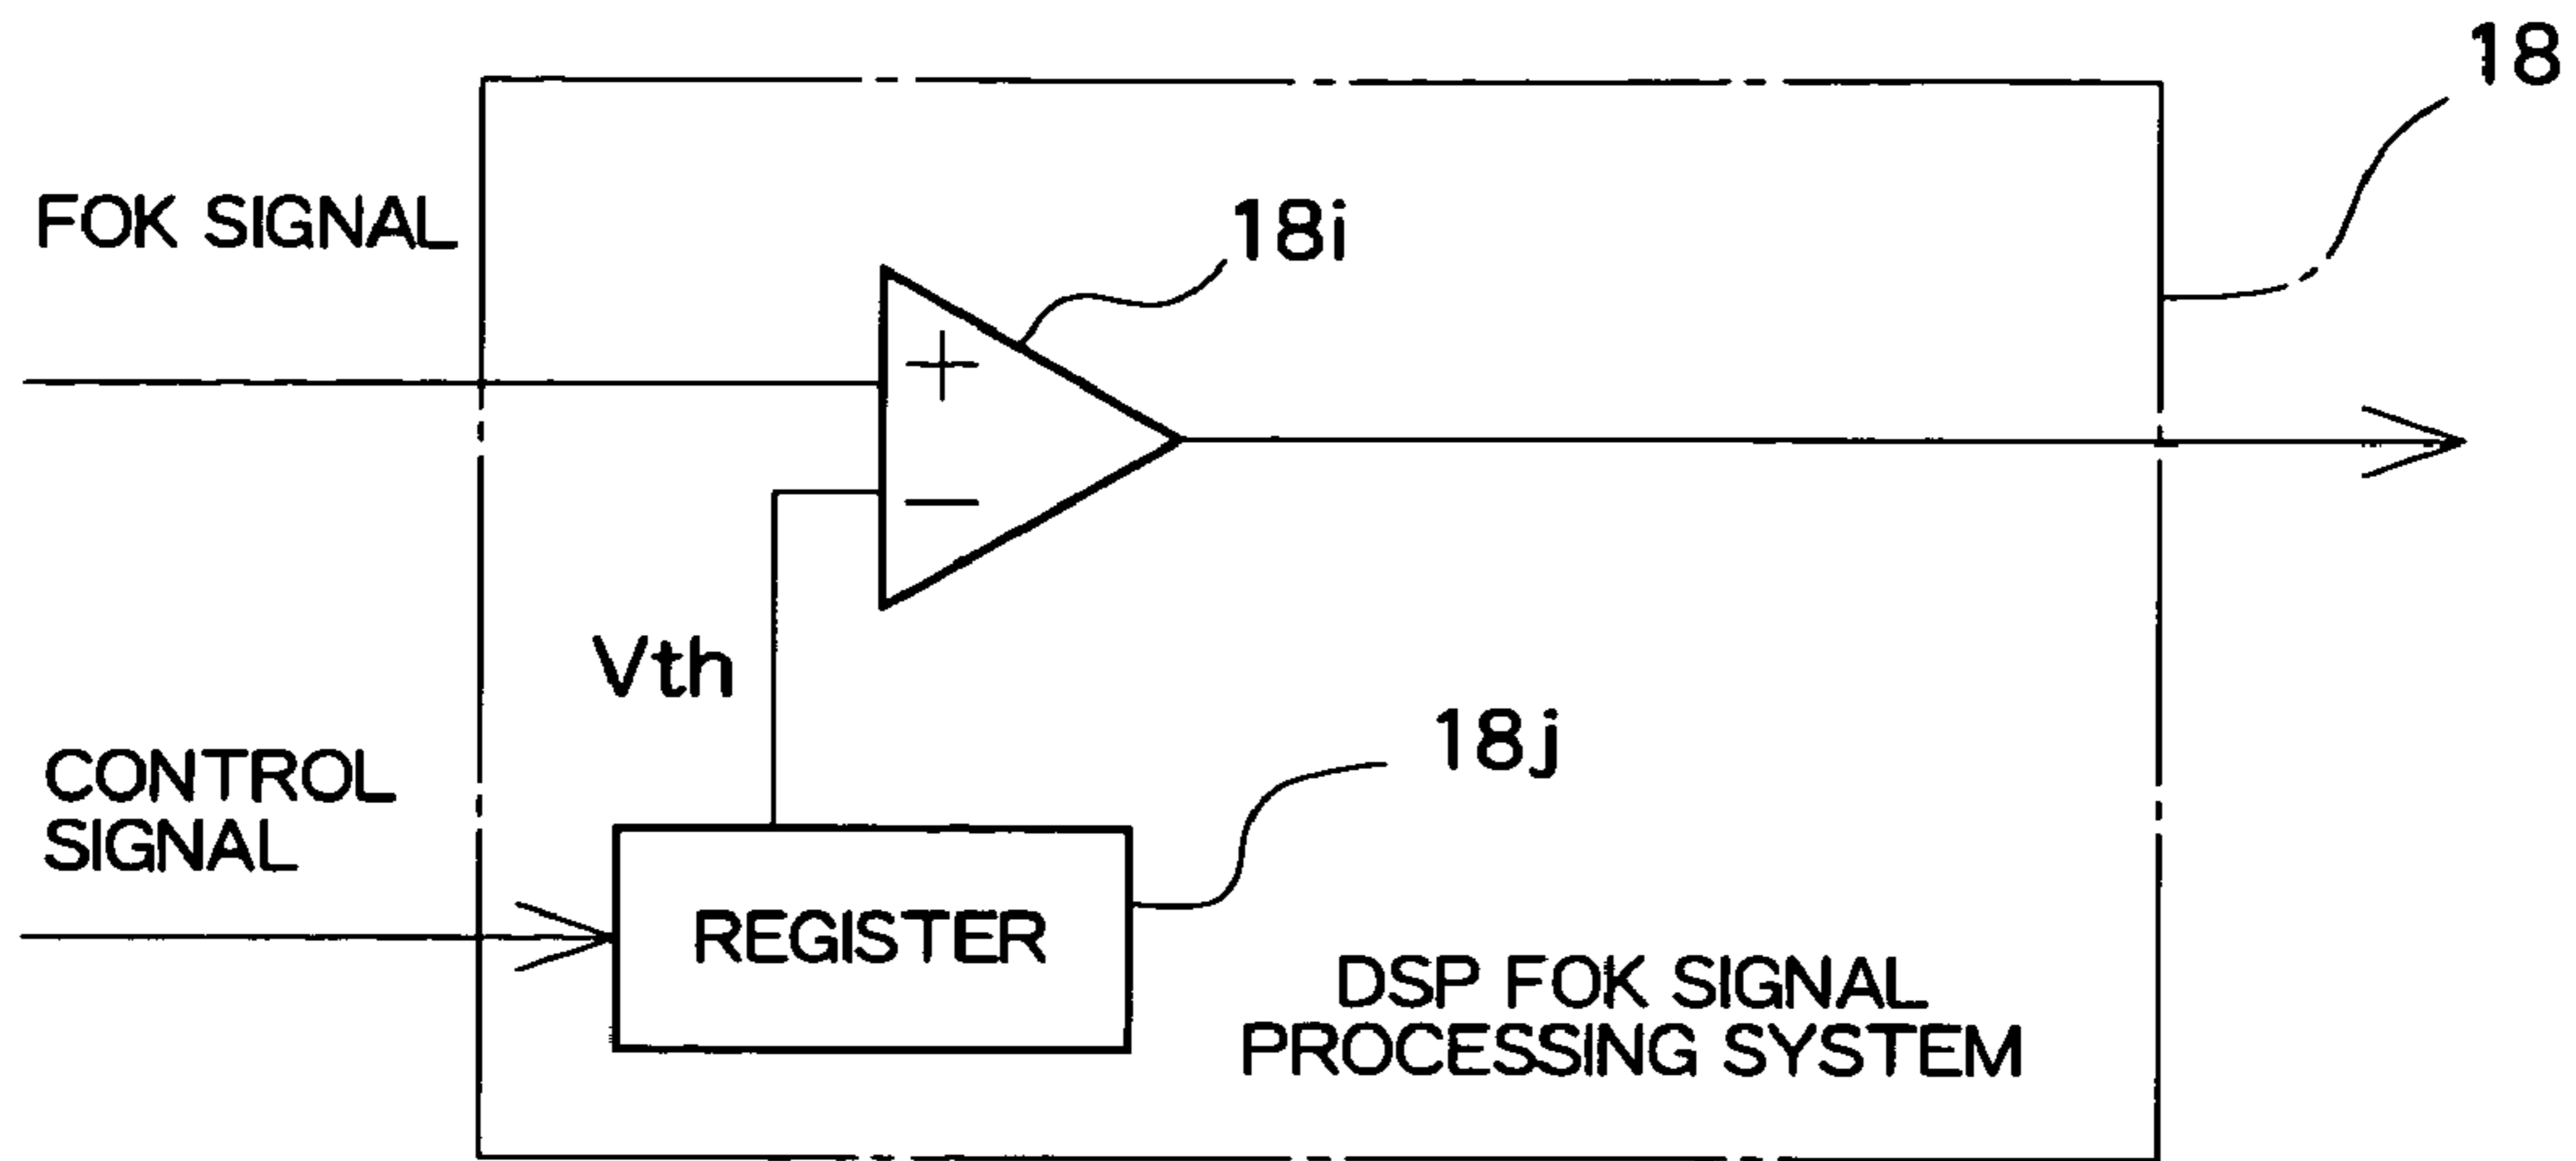 18
FOK SIGNAL
18i
+
−
Vth
18j
CONTROL
SIGNAL
REGISTER
DSP FOK SIGNAL
PROCESSING SYSTEM